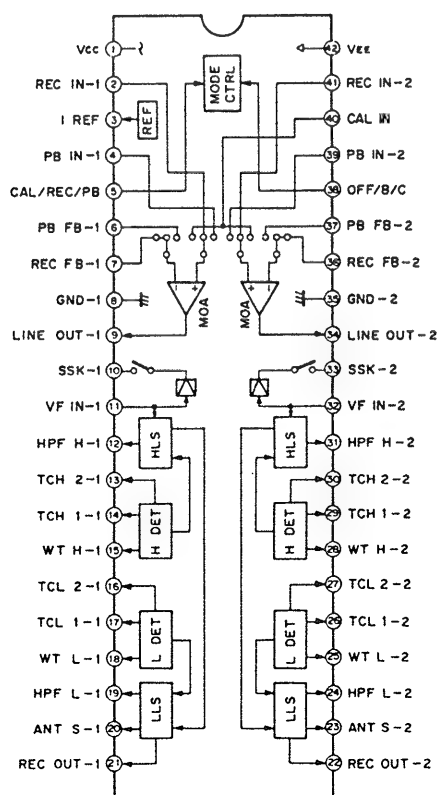 Vcc 1 42 VEE
REC IN-1 2 MODE CTRL 41 REC IN-2
I REF 3 REF 40 CAL IN
PB IN-1 4 39 PB IN-2
CAL/REC/PB 5 38 OFF/B/C
PB FB-1 6 37 PB FB-2
REC FB-1 7 36 REC FB-2
GND-1 8 - + MOA MOA + - 35 GND-2
LINE OUT-1 9 34 LINE OUT-2
SSK-1 10 33 SSK-2
VF IN-1 11 32 VF IN-2
HPF H-1 12 HLS HLS 31 HPF H-2
TCH 2-1 13 30 TCH 2-2
TCH 1-1 14 H DET H DET 29 TCH 1-2
WT H-1 15 28 WT H-2
TCL 2-1 16 27 TCL 2-2
TCL 1-1 17 L DET L DET 26 TCL 1-2
WT L-1 18 25 WT L-2
HPF L-1 19 LLS LLS 24 HPF L-2
ANT S-1 20 23 ANT S-2
REC OUT-1 21 22 REC OUT-2